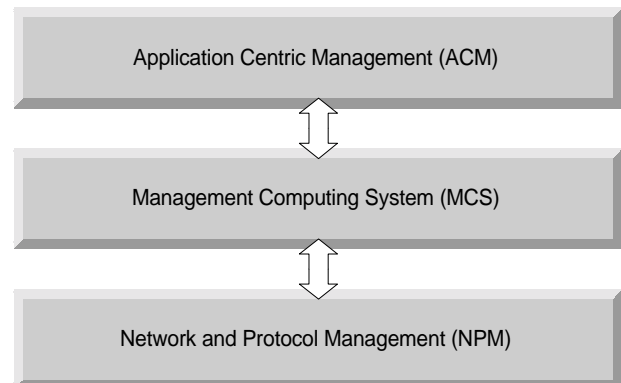 Application Centric Management (ACM)
Management Computing System (MCS)
Network and Protocol Management (NPM)